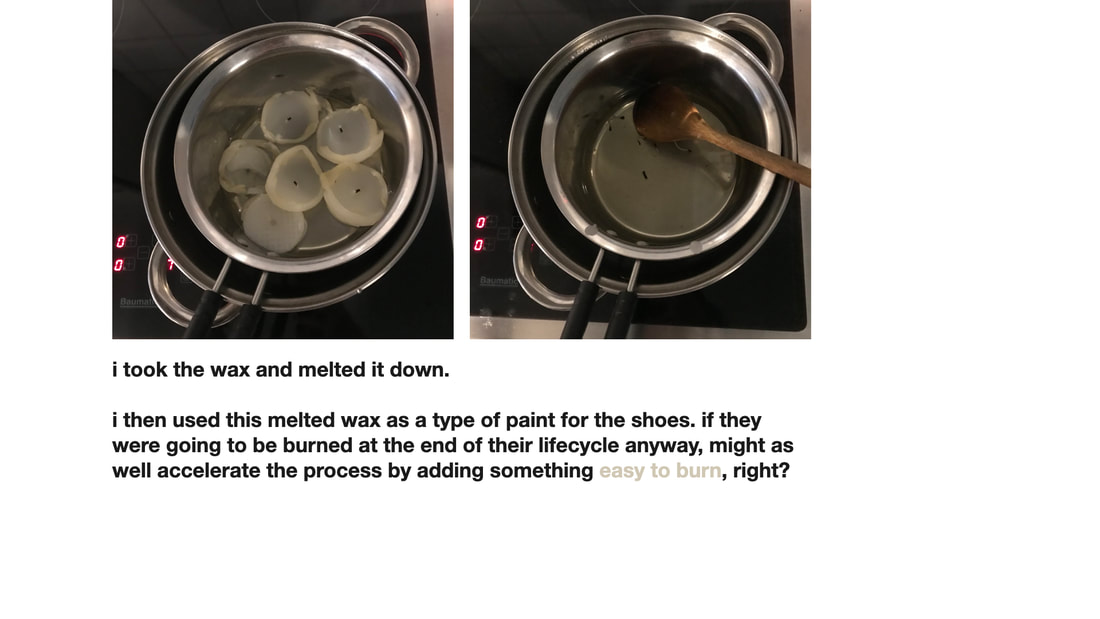 0
0
7
Baumatic
0
0
Baumatic
i took the wax and melted it down.
i then used this melted wax as a type of paint for the shoes. if they
were going to be burned at the end of their lifecycle anyway, might as
well accelerate the process by adding something easy to burn, right?